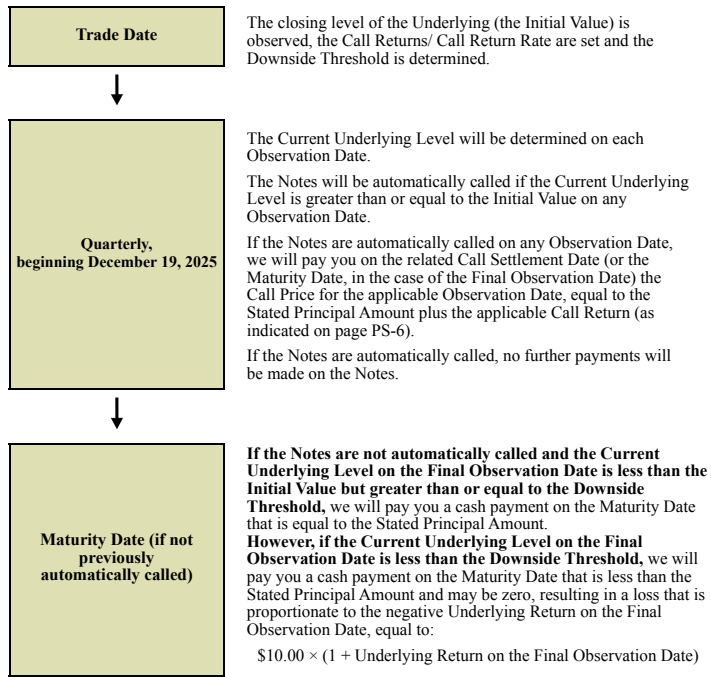 Trade Date
The closing level of the Underlying (the Initial Value) is
observed, the Call Returns/ Call Return Rate are set and the
Downside Threshold is determined.
Quarterly,
beginning December 19, 2025
The Current Underlying Level will be determined on each
Observation Date.
The Notes will be automatically called if the Current Underlying
Level is greater than or equal to the Initial Value on any
Observation Date.
If the Notes are automatically called on any Observation Date,
we will pay you on the related Call Settlement Date (or the
Maturity Date, in the case of the Final Observation Date) the
Call Price for the applicable Observation Date, equal to the
Stated Principal Amount plus the applicable Call Return (as
indicated on page PS-6).
If the Notes are automatically called, no further payments will
be made on the Notes.
Maturity Date (if not
previously
automatically called)
If the Notes are not automatically called and the Current
Underlying Level on the Final Observation Date is less than the
Initial Value but greater than or equal to the Downside
Threshold, we will pay you a cash payment on the Maturity Date
that is equal to the Stated Principal Amount.
However, if the Current Underlying Level on the Final
Observation Date is less than the Downside Threshold, we will
pay you a cash payment on the Maturity Date that is less than the
Stated Principal Amount and may be zero, resulting in a loss that is
proportionate to the negative Underlying Return on the Final
Observation Date, equal to:
$10.00 × (1 + Underlying Return on the Final Observation Date)